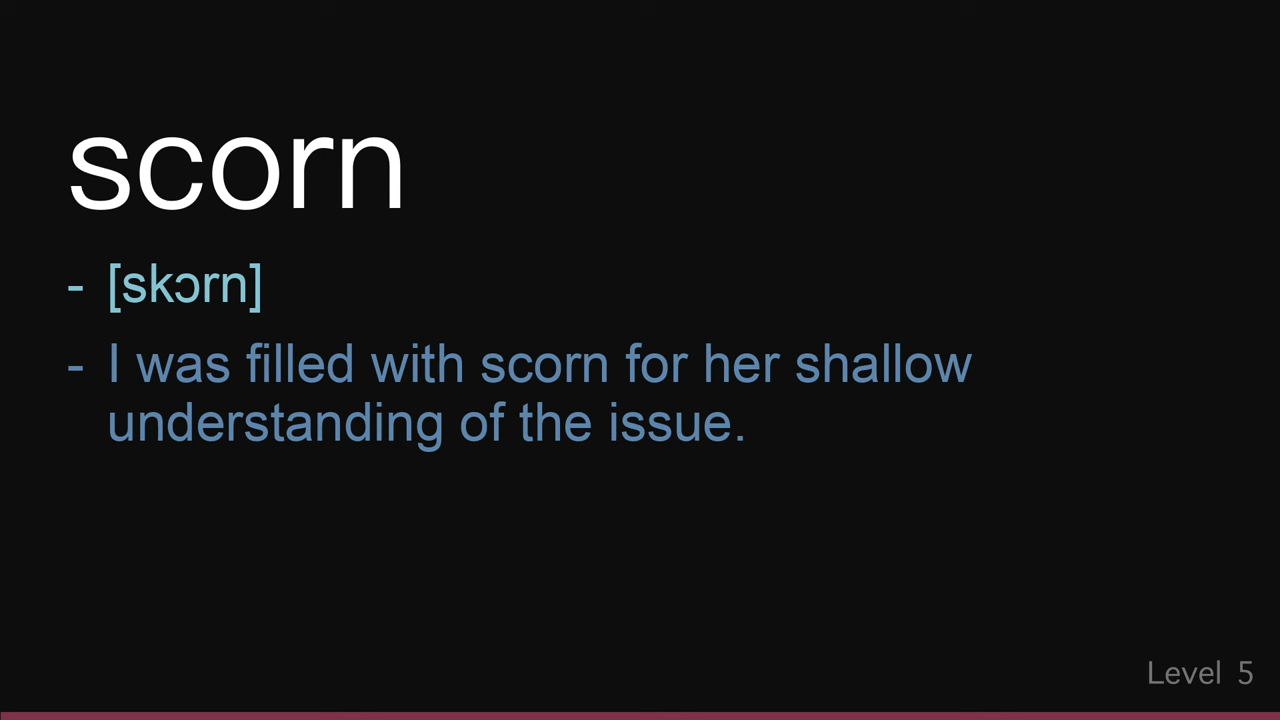 scorn
- [skɔrn]
- I was filled with scorn for her shallow
understanding of the issue.
Level 5